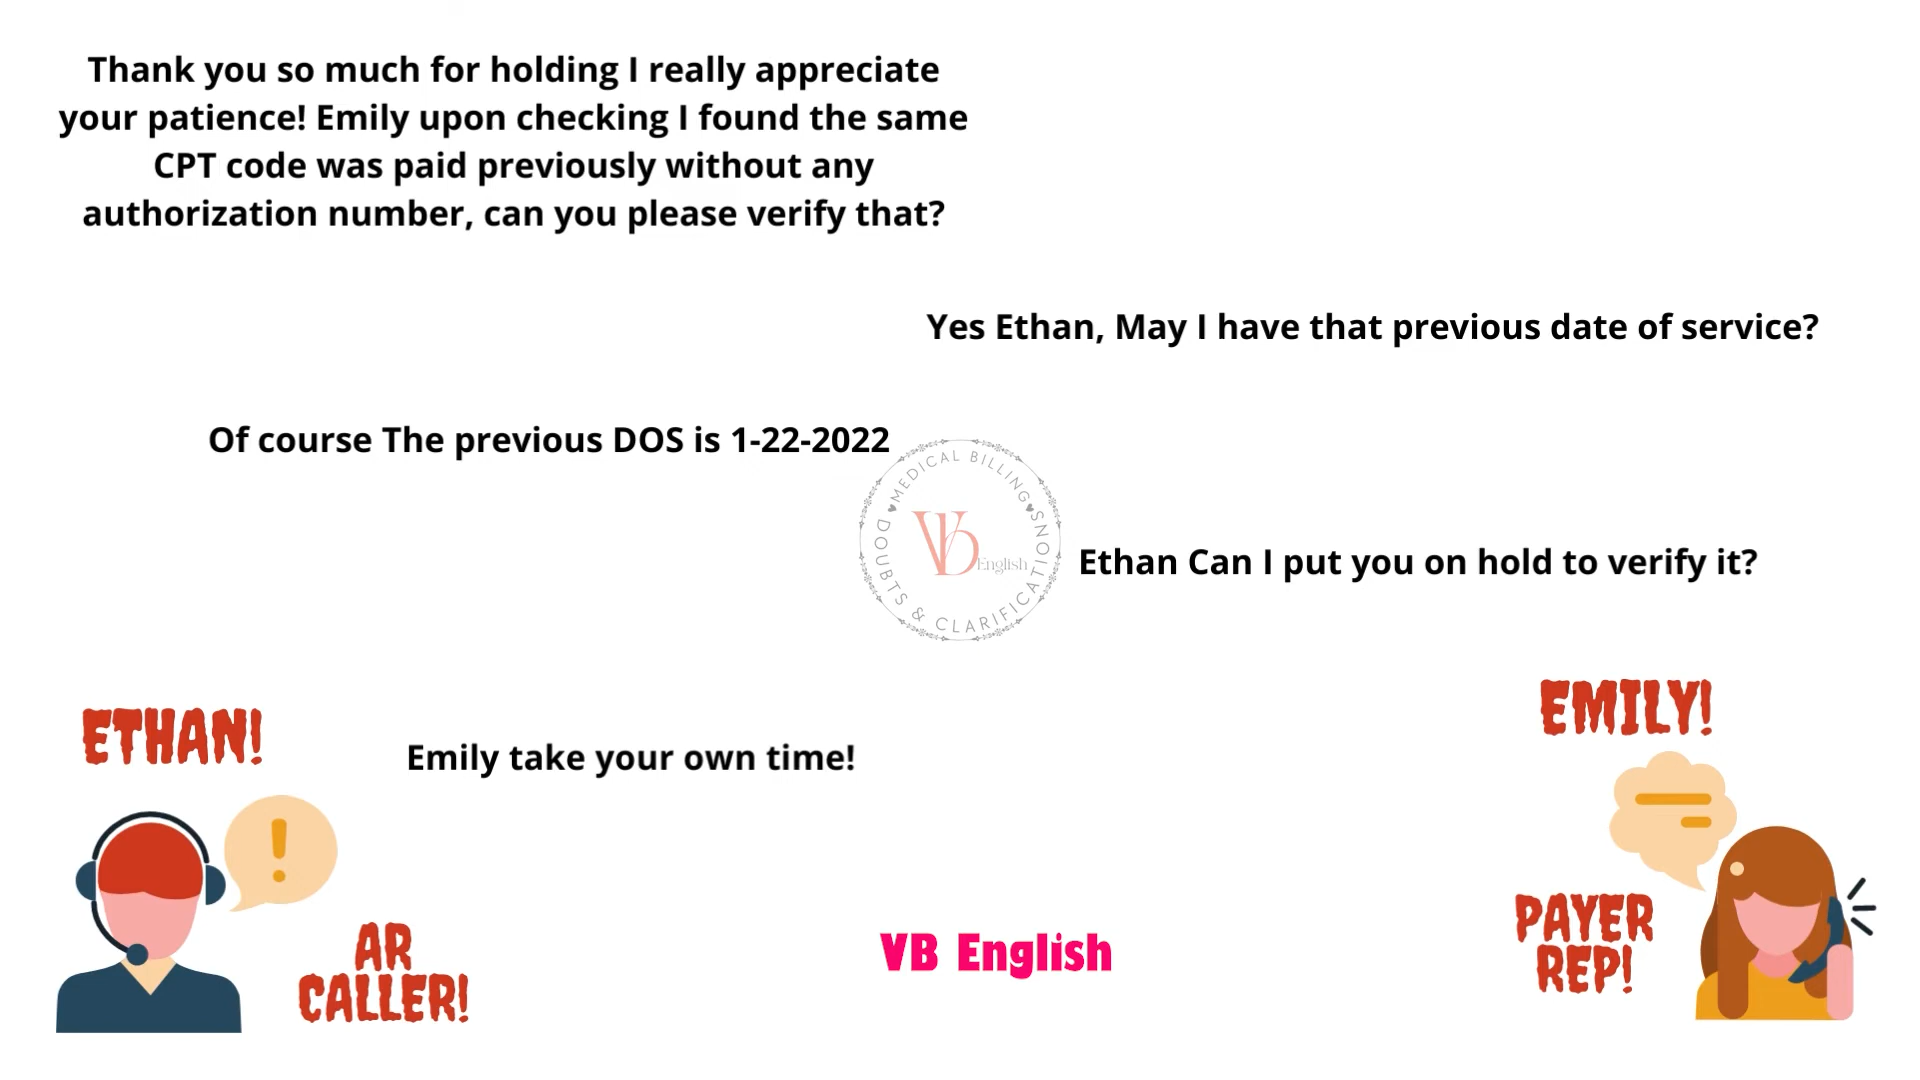 Thank you so much for holding I really appreciate
your patience! Emily upon checking I found the same
CPT code was paid previously without any
authorization number, can you please verify that?
Yes Ethan, May I have that previous date of service?
Of course The previous DOS is 1-22-2022
MEDICAL BILLING
VB English
DOUBTS & CLARIFICATIONS
Ethan Can I put you on hold to verify it?
ETHAN!
EMILY!
Emily take your own time!
AR
CALLER!
VB English
PAYER
REP!